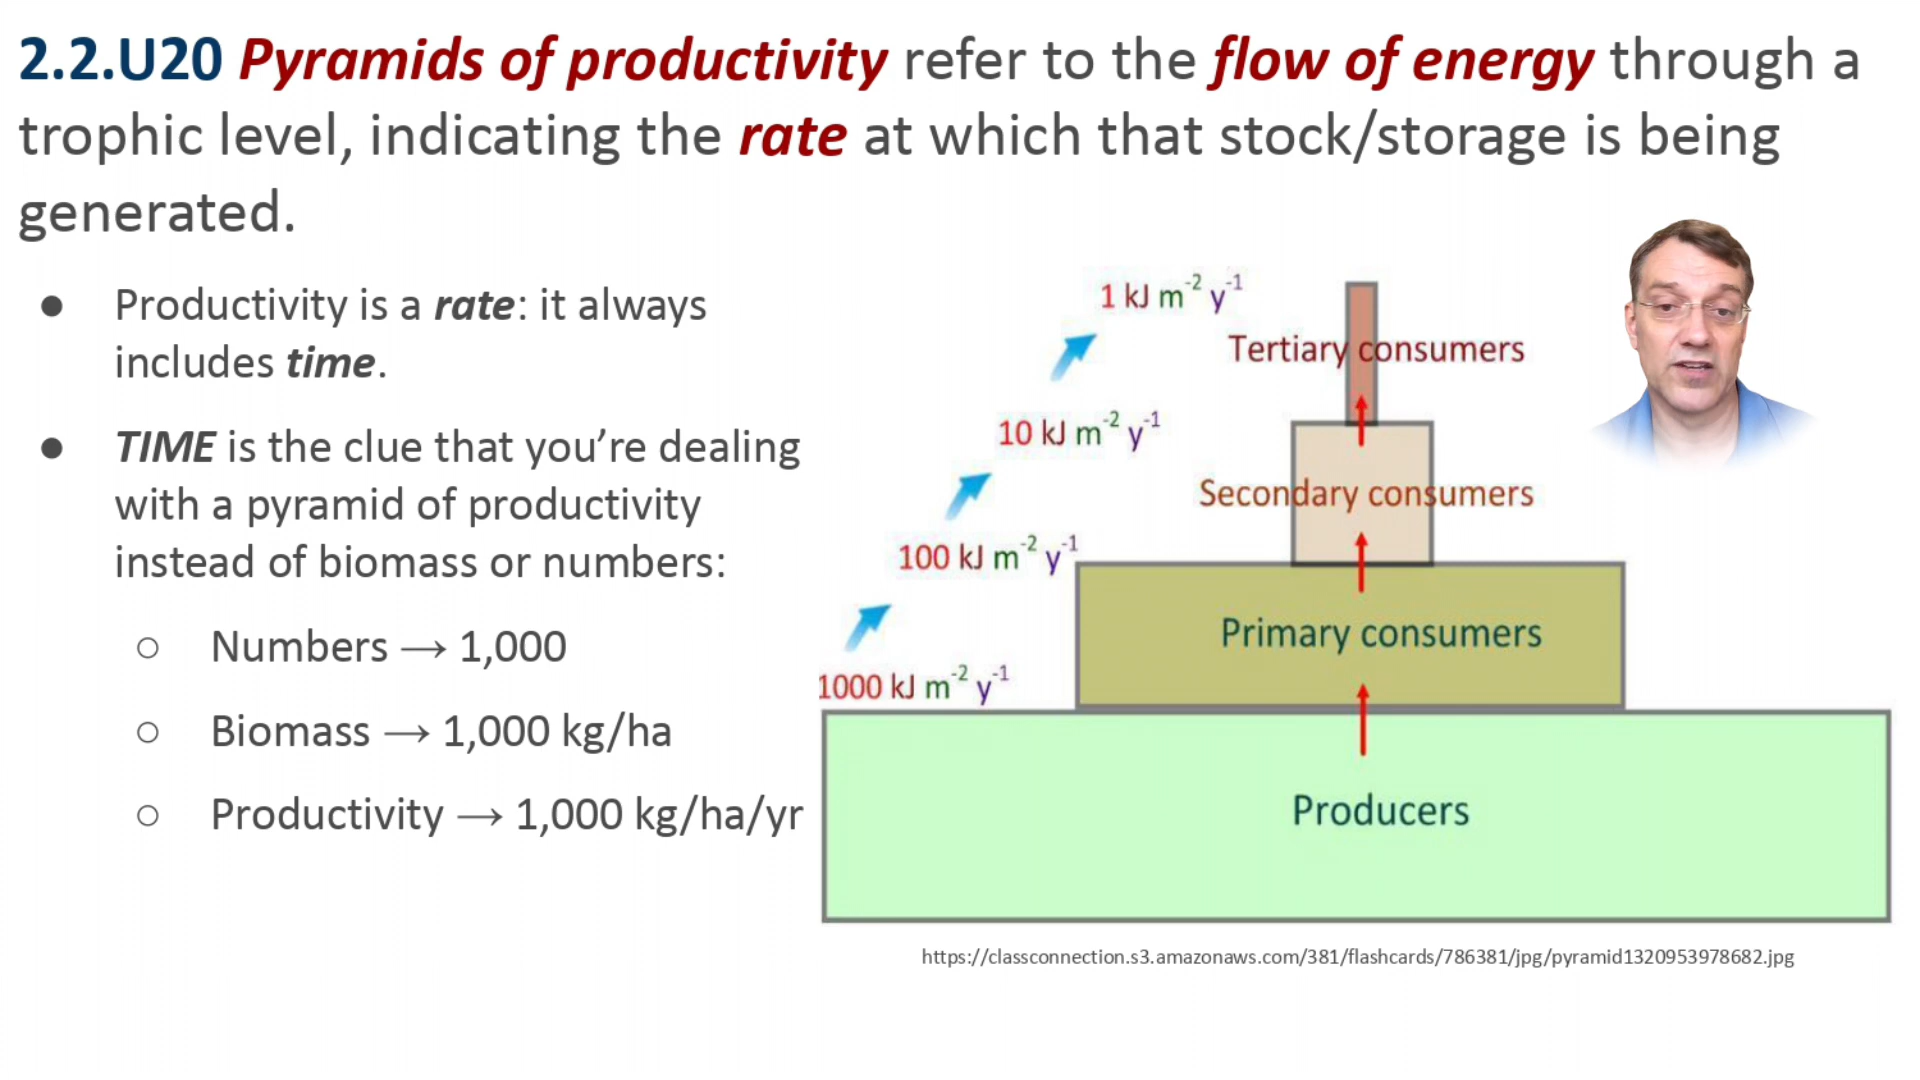 2.2.U20 Pyramids of productivity refer to the flow of energy through a
trophic level, indicating the rate at which that stock/storage is being
generated.
● Productivity is a rate: it always
includes time.
● TIME is the clue that you’re dealing
with a pyramid of productivity
instead of biomass or numbers:
○ Numbers → 1,000
○ Biomass → 1,000 kg/ha
○ Productivity → 1,000 kg/ha/yr
1 kJ m⁻² y⁻¹
Tertiary consumers
10 kJ m⁻² y⁻¹
Secondary consumers
100 kJ m⁻² y⁻¹
Primary consumers
1000 kJ m⁻² y⁻¹
Producers
https://classconnection.s3.amazonaws.com/381/flashcards/786381/jpg/pyramid1320953978682.jpg